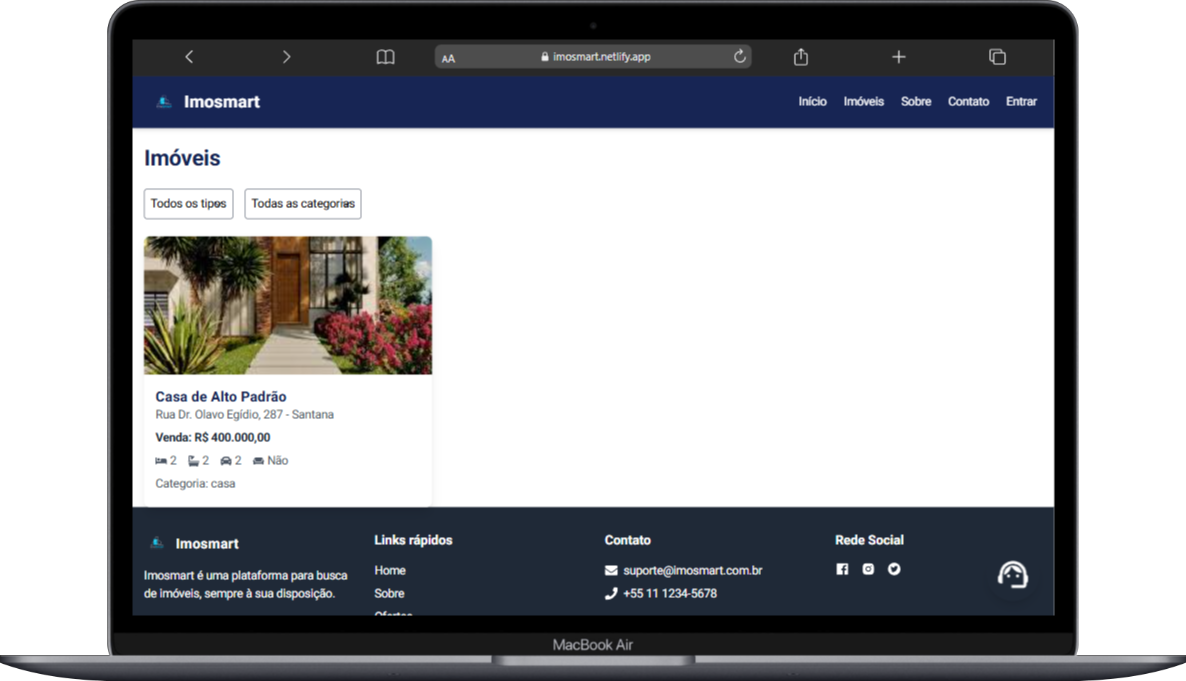 AA
imosmart.netlify.app
Imosmart
Início Imóveis Sobre Contato Entrar
Imóveis
Todos os tipos Todas as categorias
Casa de Alto Padrão
Rua Dr. Olavo Egídio, 287 - Santana
Venda: R$ 400.000,00
2 2 2 Não
Categoria: casa
Imosmart
Imosmart é uma plataforma para busca
de imóveis, sempre à sua disposição.
Links rápidos
Home
Sobre
Ofertas
Contato
suporte@imosmart.com.br
+55 11 1234-5678
Rede Social
MacBook Air